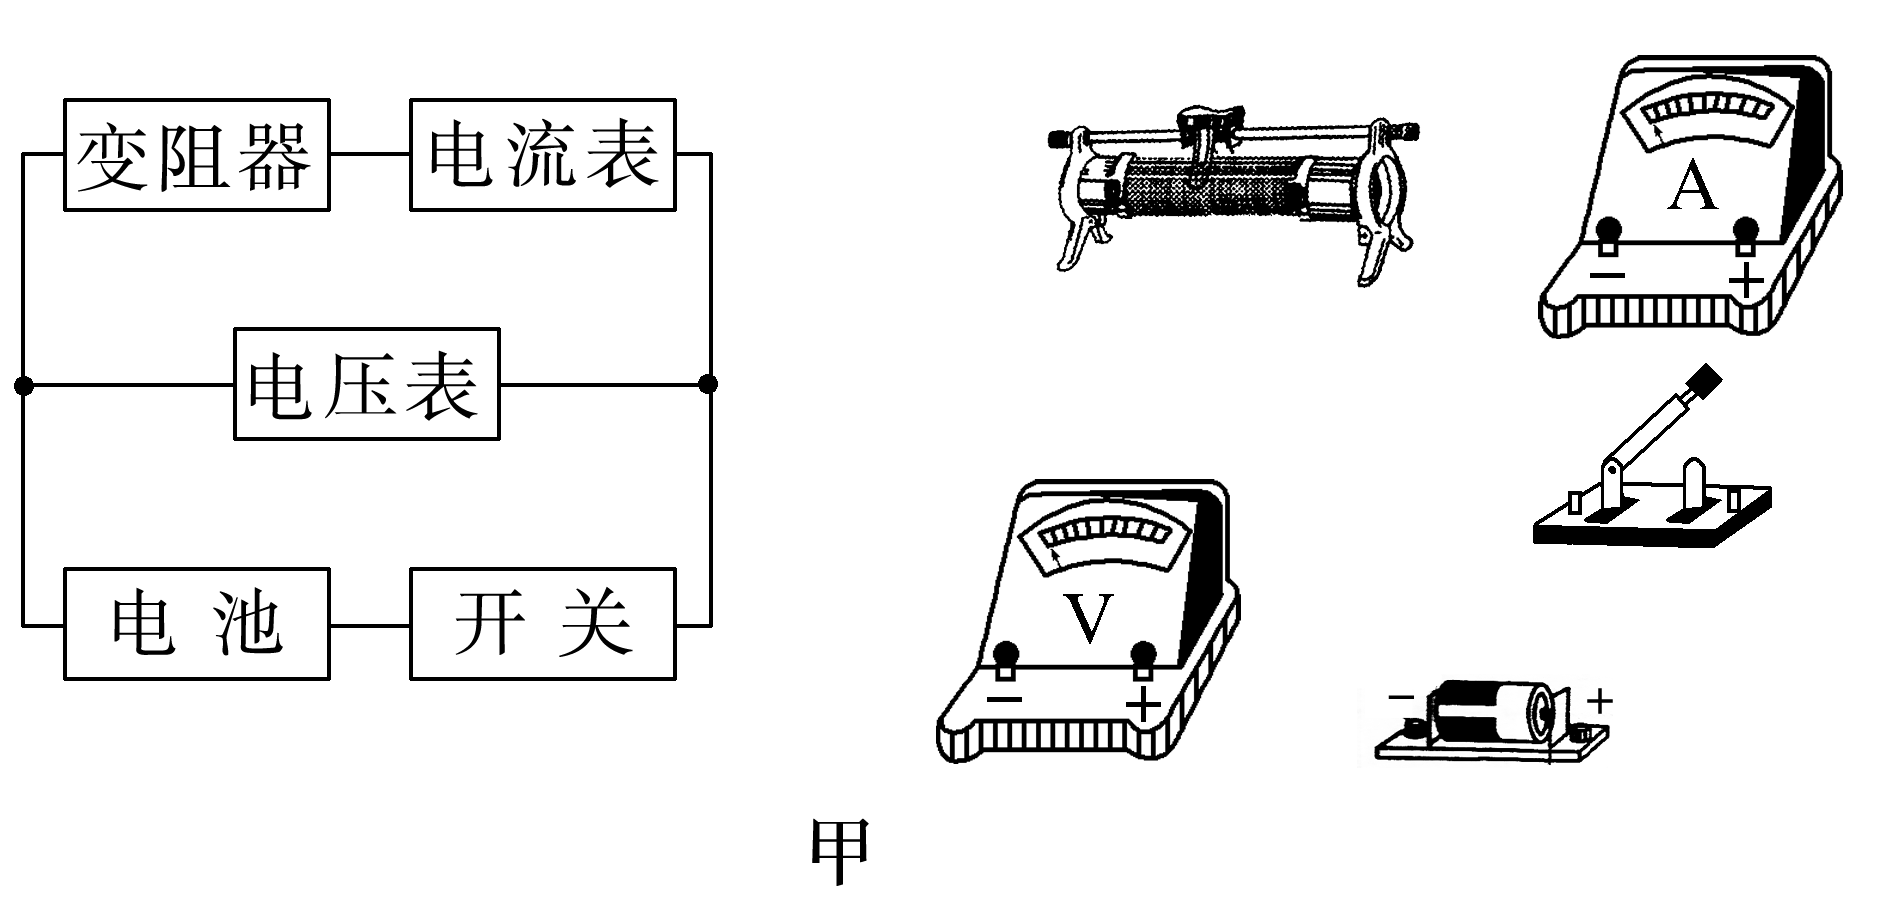 变阻器 电流表
电压表
电池 开关
A
− +
V
− +
− +
甲